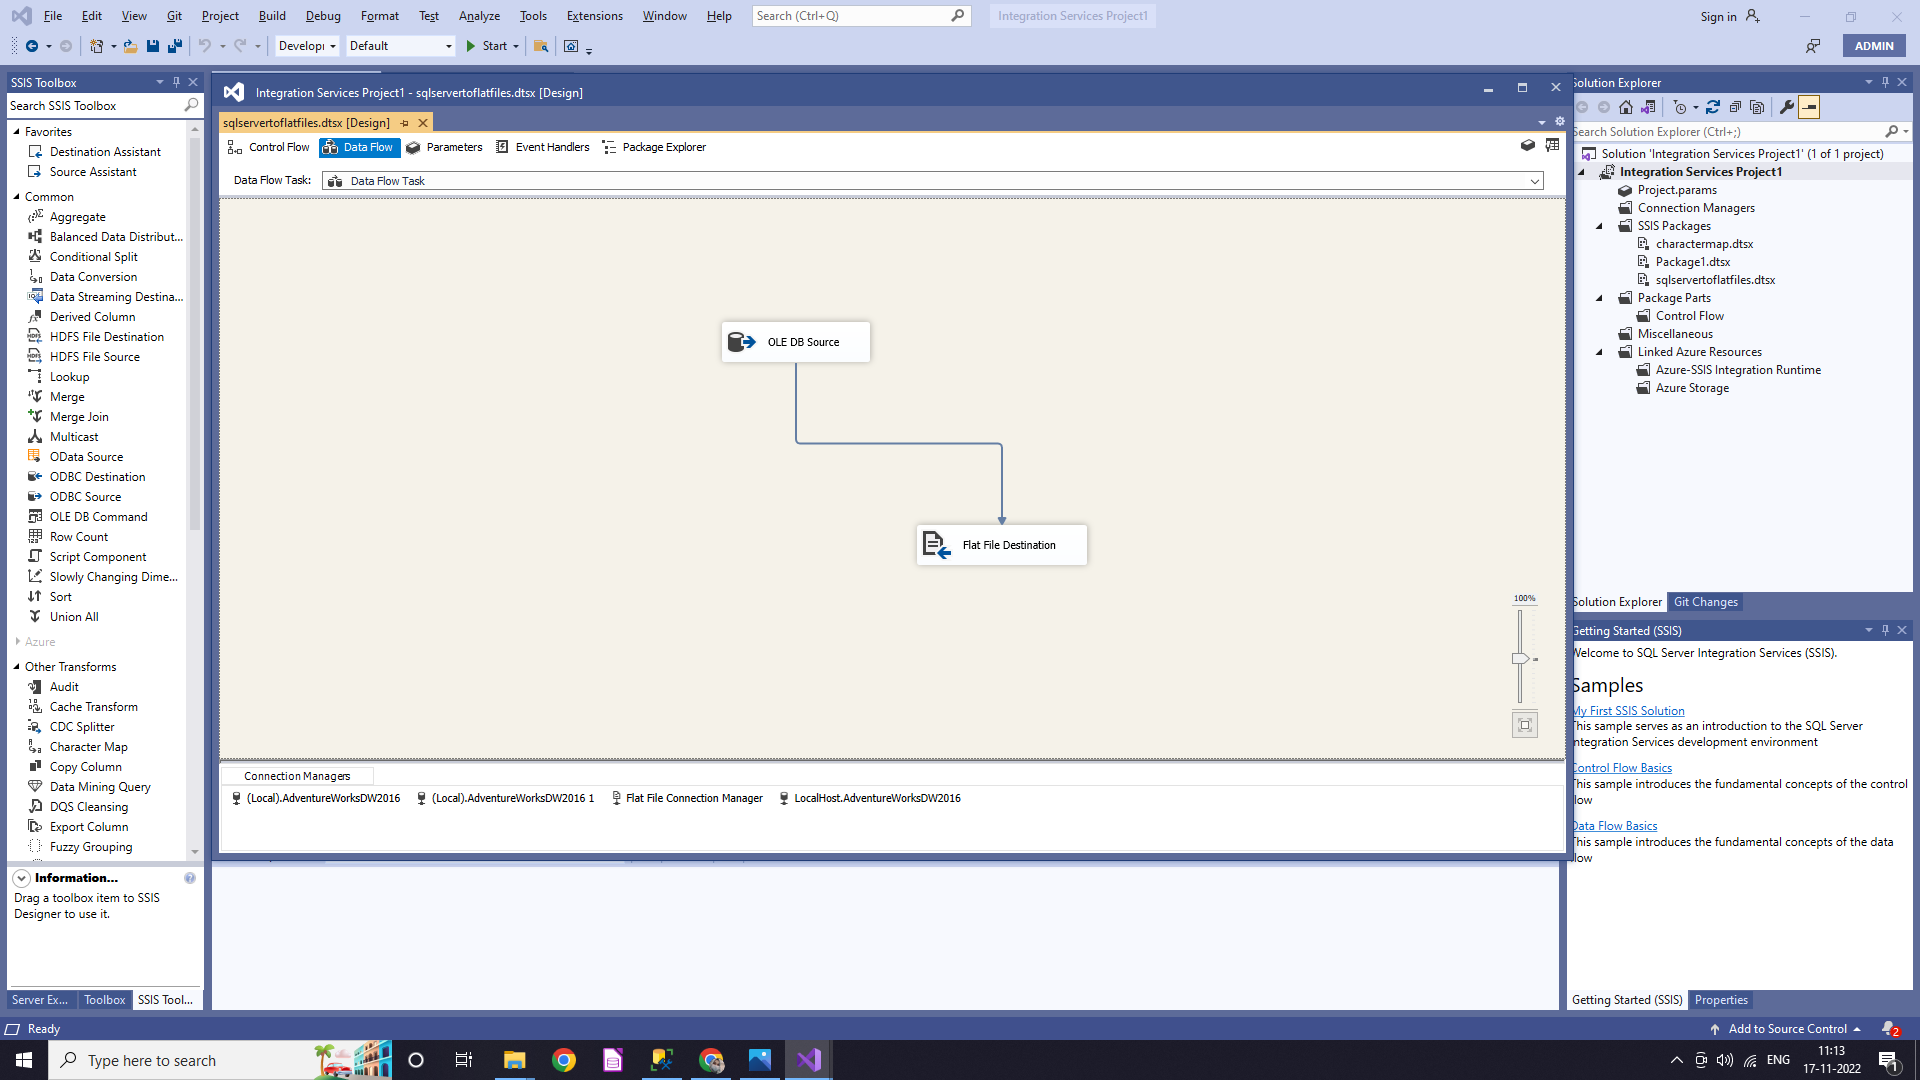 File Edit View Git Project Build Debug Format Test Analyze Tools Extensions Window Help Search (Ctrl+Q) Integration Services Project1 Sign in
Developi Default Start ADMIN
SSIS Toolbox
Search SSIS Toolbox
Favorites
Destination Assistant
Source Assistant
Common
Aggregate
Balanced Data Distribut...
Conditional Split
Data Conversion
Data Streaming Destina...
Derived Column
HDFS File Destination
HDFS File Source
Lookup
Merge
Merge Join
Multicast
OData Source
ODBC Destination
ODBC Source
OLE DB Command
Row Count
Script Component
Slowly Changing Dime...
Sort
Union All
Azure
Other Transforms
Audit
Cache Transform
CDC Splitter
Character Map
Copy Column
Data Mining Query
DQS Cleansing
Export Column
Fuzzy Grouping
Information...
Drag a toolbox item to SSIS
Designer to use it.
Server Ex... Toolbox SSIS Tool...
Integration Services Project1 - sqlservertoflatfiles.dtsx [Design]
sqlservertoflatfiles.dtsx [Design]
Control Flow Data Flow Parameters Event Handlers Package Explorer
Data Flow Task: Data Flow Task
OLE DB Source
Flat File Destination
100%
Connection Managers
(Local).AdventureWorksDW2016 (Local).AdventureWorksDW2016 1 Flat File Connection Manager LocalHost.AdventureWorksDW2016
Solution Explorer
Search Solution Explorer (Ctrl+;)
Solution 'Integration Services Project1' (1 of 1 project)
Integration Services Project1
Project.params
Connection Managers
SSIS Packages
charactermap.dtsx
Package1.dtsx
sqlservertoflatfiles.dtsx
Package Parts
Control Flow
Miscellaneous
Linked Azure Resources
Azure-SSIS Integration Runtime
Azure Storage
Solution Explorer Git Changes
Getting Started (SSIS)
Welcome to SQL Server Integration Services (SSIS).
Samples
My First SSIS Solution
This sample serves as an introduction to the SQL Server
Integration Services development environment
Control Flow Basics
This sample introduces the fundamental concepts of the control
flow
Data Flow Basics
This sample introduces the fundamental concepts of the data
flow
Getting Started (SSIS) Properties
Ready Add to Source Control 2
Type here to search ENG 11:13
17-11-2022 1